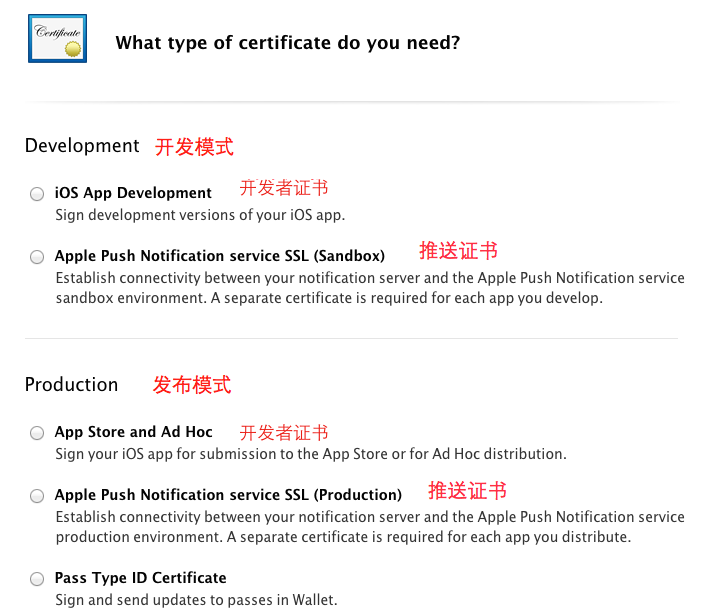 Certificate
What type of certificate do you need?
Development 开发模式
iOS App Development 开发者证书
Sign development versions of your iOS app.
Apple Push Notification service SSL (Sandbox) 推送证书
Establish connectivity between your notification server and the Apple Push Notification service
sandbox environment. A separate certificate is required for each app you develop.
Production 发布模式
App Store and Ad Hoc 开发者证书
Sign your iOS app for submission to the App Store or for Ad Hoc distribution.
Apple Push Notification service SSL (Production) 推送证书
Establish connectivity between your notification server and the Apple Push Notification service
production environment. A separate certificate is required for each app you distribute.
Pass Type ID Certificate
Sign and send updates to passes in Wallet.